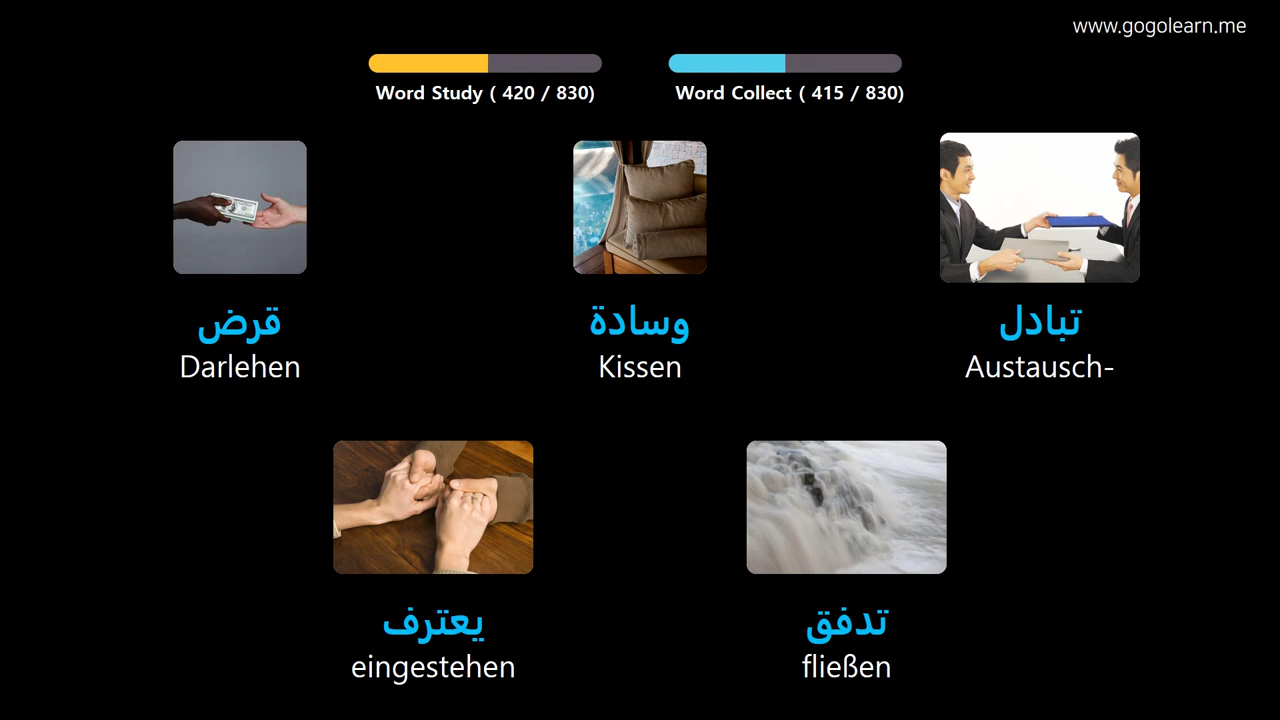 www.gogolearn.me
Word Study ( 420 / 830)
Word Collect ( 415 / 830)
قرض
Darlehen
وسادة
Kissen
تبادل
Austausch-
يعترف
eingestehen
تدفق
fließen